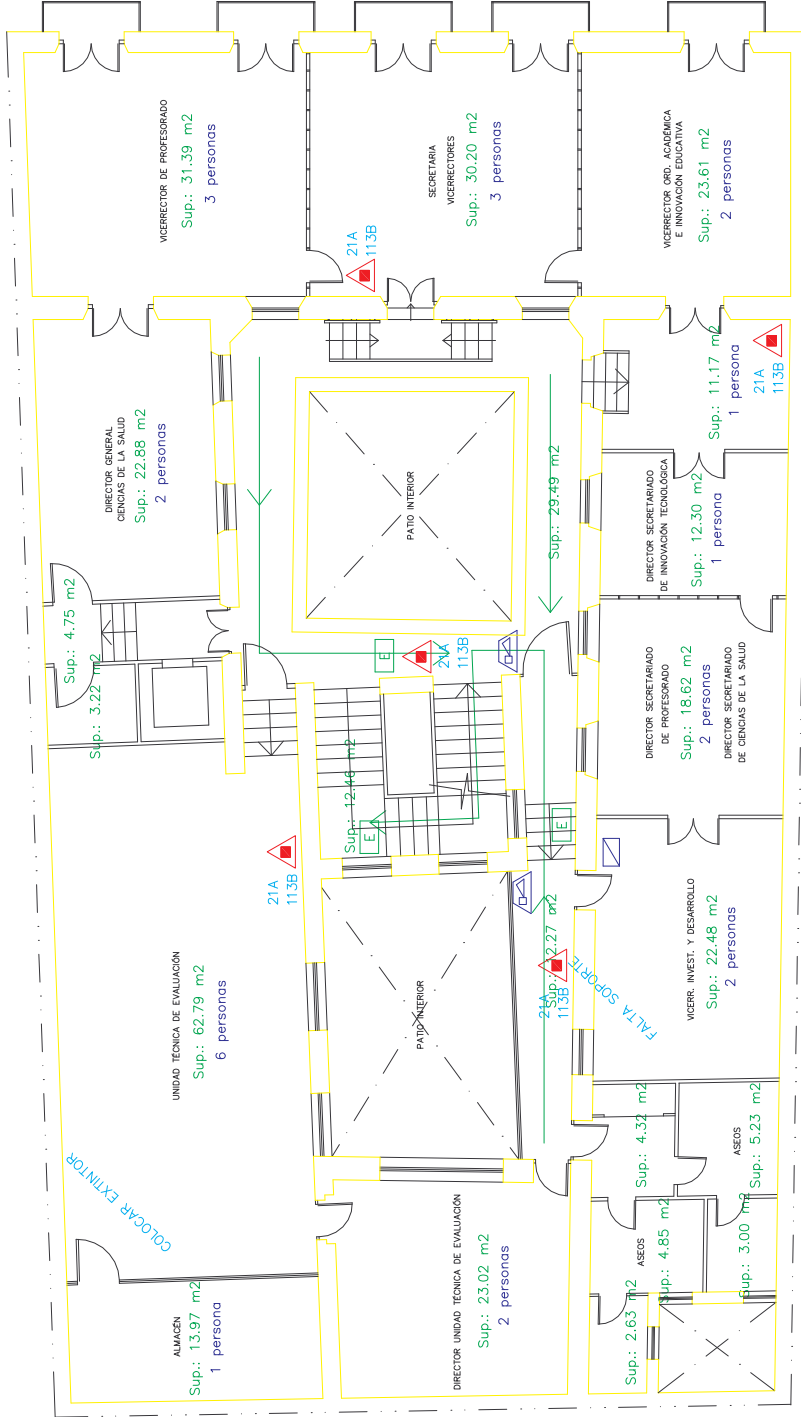 VICERRECTOR DE PROFESORADO
Sup.: 31.39 m2
3 personas
SECRETARIA
VICERRECTORES
Sup.: 30.20 m2
3 personas
VICERRECTOR ORD. ACADÉMICA
E INNOVACIÓN EDUCATIVA
Sup.: 23.61 m2
2 personas
21A
113B
DIRECTOR GENERAL
CIENCIAS DE LA SALUD
Sup.: 22.88 m2
2 personas
PATIO INTERIOR
Sup.: 29.49 m2
Sup.: 11.17 m2
1 persona
21A
113B
DIRECTOR SECRETARIADO
DE INNOVACIÓN TECNOLÓGICA
Sup.: 12.30 m2
1 persona
Sup.: 4.75 m2
Sup.: 3.22 m2
E
21A
113B
DIRECTOR SECRETARIADO
DE PROFESORADO
Sup.: 18.62 m2
2 personas
DIRECTOR SECRETARIADO
DE CIENCIAS DE LA SALUD
Sup.: 12.46 m2
E
E
21A
113B
UNIDAD TÉCNICA DE EVALUACIÓN
Sup.: 62.79 m2
6 personas
PATIO INTERIOR
21A
113B
FALTA SOPORTE
VICERR. INVEST. Y DESARROLLO
Sup.: 22.48 m2
2 personas
COLOCAR EXTINTOR
Sup.: 4.32 m2
ASEOS
Sup.: 5.23 m2
ALMACÉN
Sup.: 13.97 m2
1 persona
DIRECTOR UNIDAD TÉCNICA DE EVALUACIÓN
Sup.: 23.02 m2
2 personas
ASEOS
Sup.: 4.85 m2
Sup.: 3.00 m2
Sup.: 2.63 m2